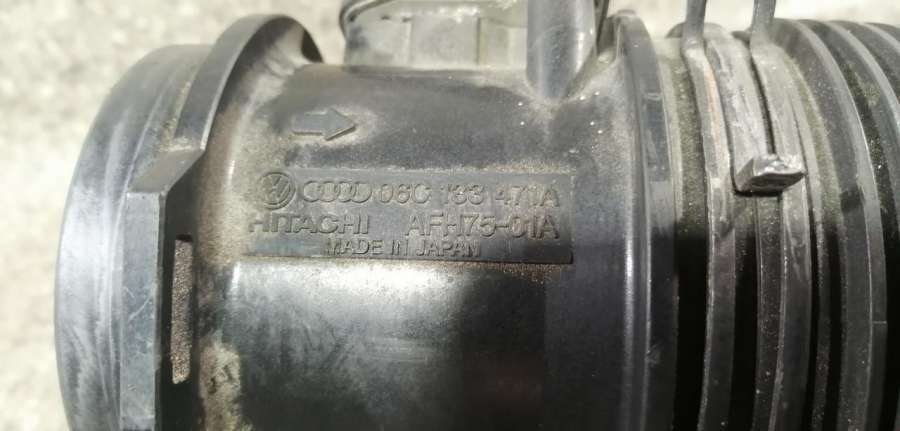 06C 133 471A
HITACHI AFH75-01A
MADE IN JAPAN